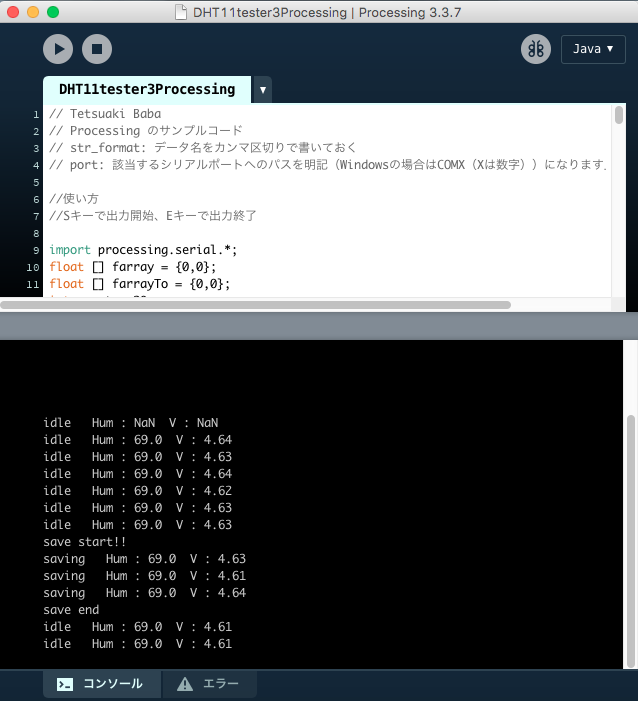 DHT11tester3Processing | Processing 3.3.7
Java ▼
DHT11tester3Processing ▼
1 // Tetsuaki Baba
2 // Processing のサンプルコード
3 // str_format: データ名をカンマ区切りで書いておく
4 // port: 該当するシリアルポートへのパスを明記（Windowsの場合はCOMX（Xは数字））になります
5
6 //使い方
7 //Sキーで出力開始、Eキーで出力終了
8
9 import processing.serial.*;
10 float [] farray = {0,0};
11 float [] farrayTo = {0,0};
idle Hum : NaN V : NaN
idle Hum : 69.0 V : 4.64
idle Hum : 69.0 V : 4.63
idle Hum : 69.0 V : 4.64
idle Hum : 69.0 V : 4.62
idle Hum : 69.0 V : 4.63
idle Hum : 69.0 V : 4.63
save start!!
saving Hum : 69.0 V : 4.63
saving Hum : 69.0 V : 4.61
saving Hum : 69.0 V : 4.64
save end
idle Hum : 69.0 V : 4.61
idle Hum : 69.0 V : 4.61
コンソール エラー